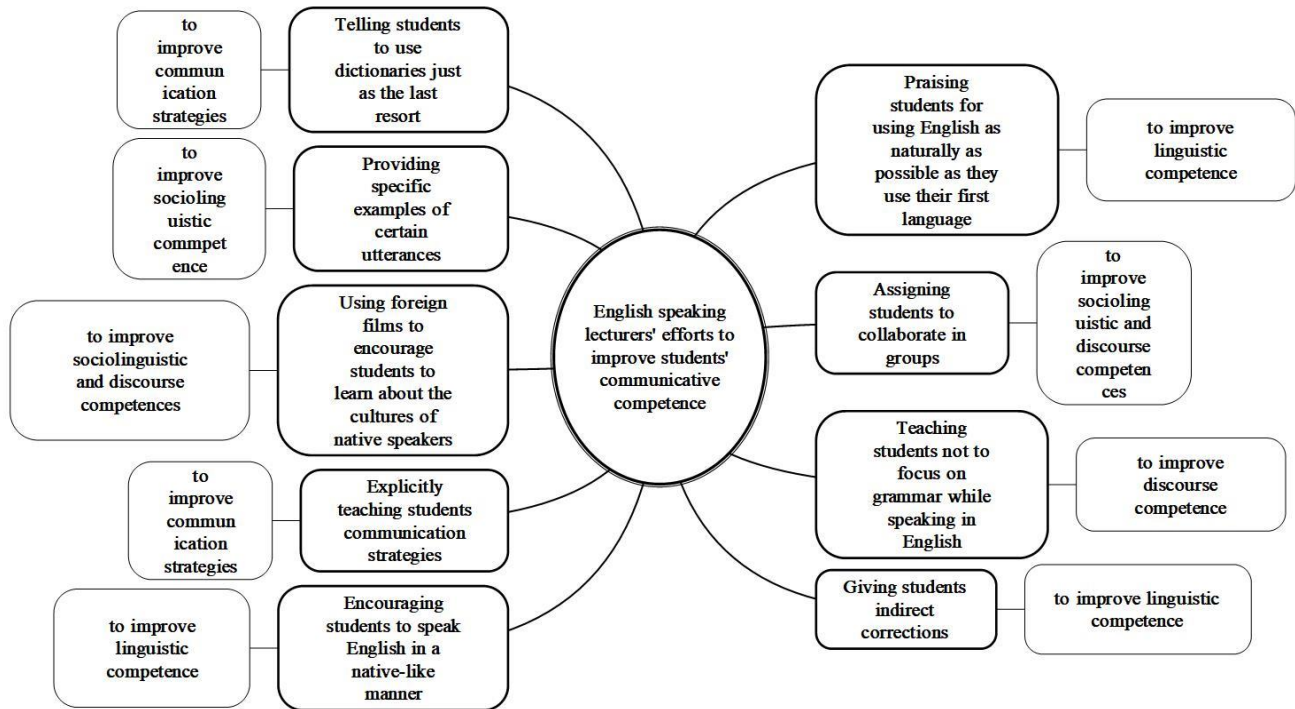 to
improve
commun
ication
strategies
Telling students
to use
dictionaries just
as the last
resort
to
improve
socioling
uistic
commpet
ence
Providing
specific
examples of
certain
utterances
to improve
sociolinguistic
and discourse
competences
Using foreign
films to
encourage
students to
learn about the
cultures of
native speakers
to
improve
commun
ication
strategies
Explicitly
teaching students
communication
strategies
to improve
linguistic
competence
Encouraging
students to speak
English in a
native-like
manner
English speaking
lecturers' efforts to
improve students'
communicative
competence
Praising
students for
using English as
naturally as
possible as they
use their first
language
to improve
linguistic
competence
Assigning
students to
collaborate in
groups
to
improve
socioling
uistic and
discourse
competen
ces
Teaching
students not to
focus on
grammar while
speaking in
English
to improve
discourse
competence
Giving students
indirect
corrections
to improve linguistic
competence